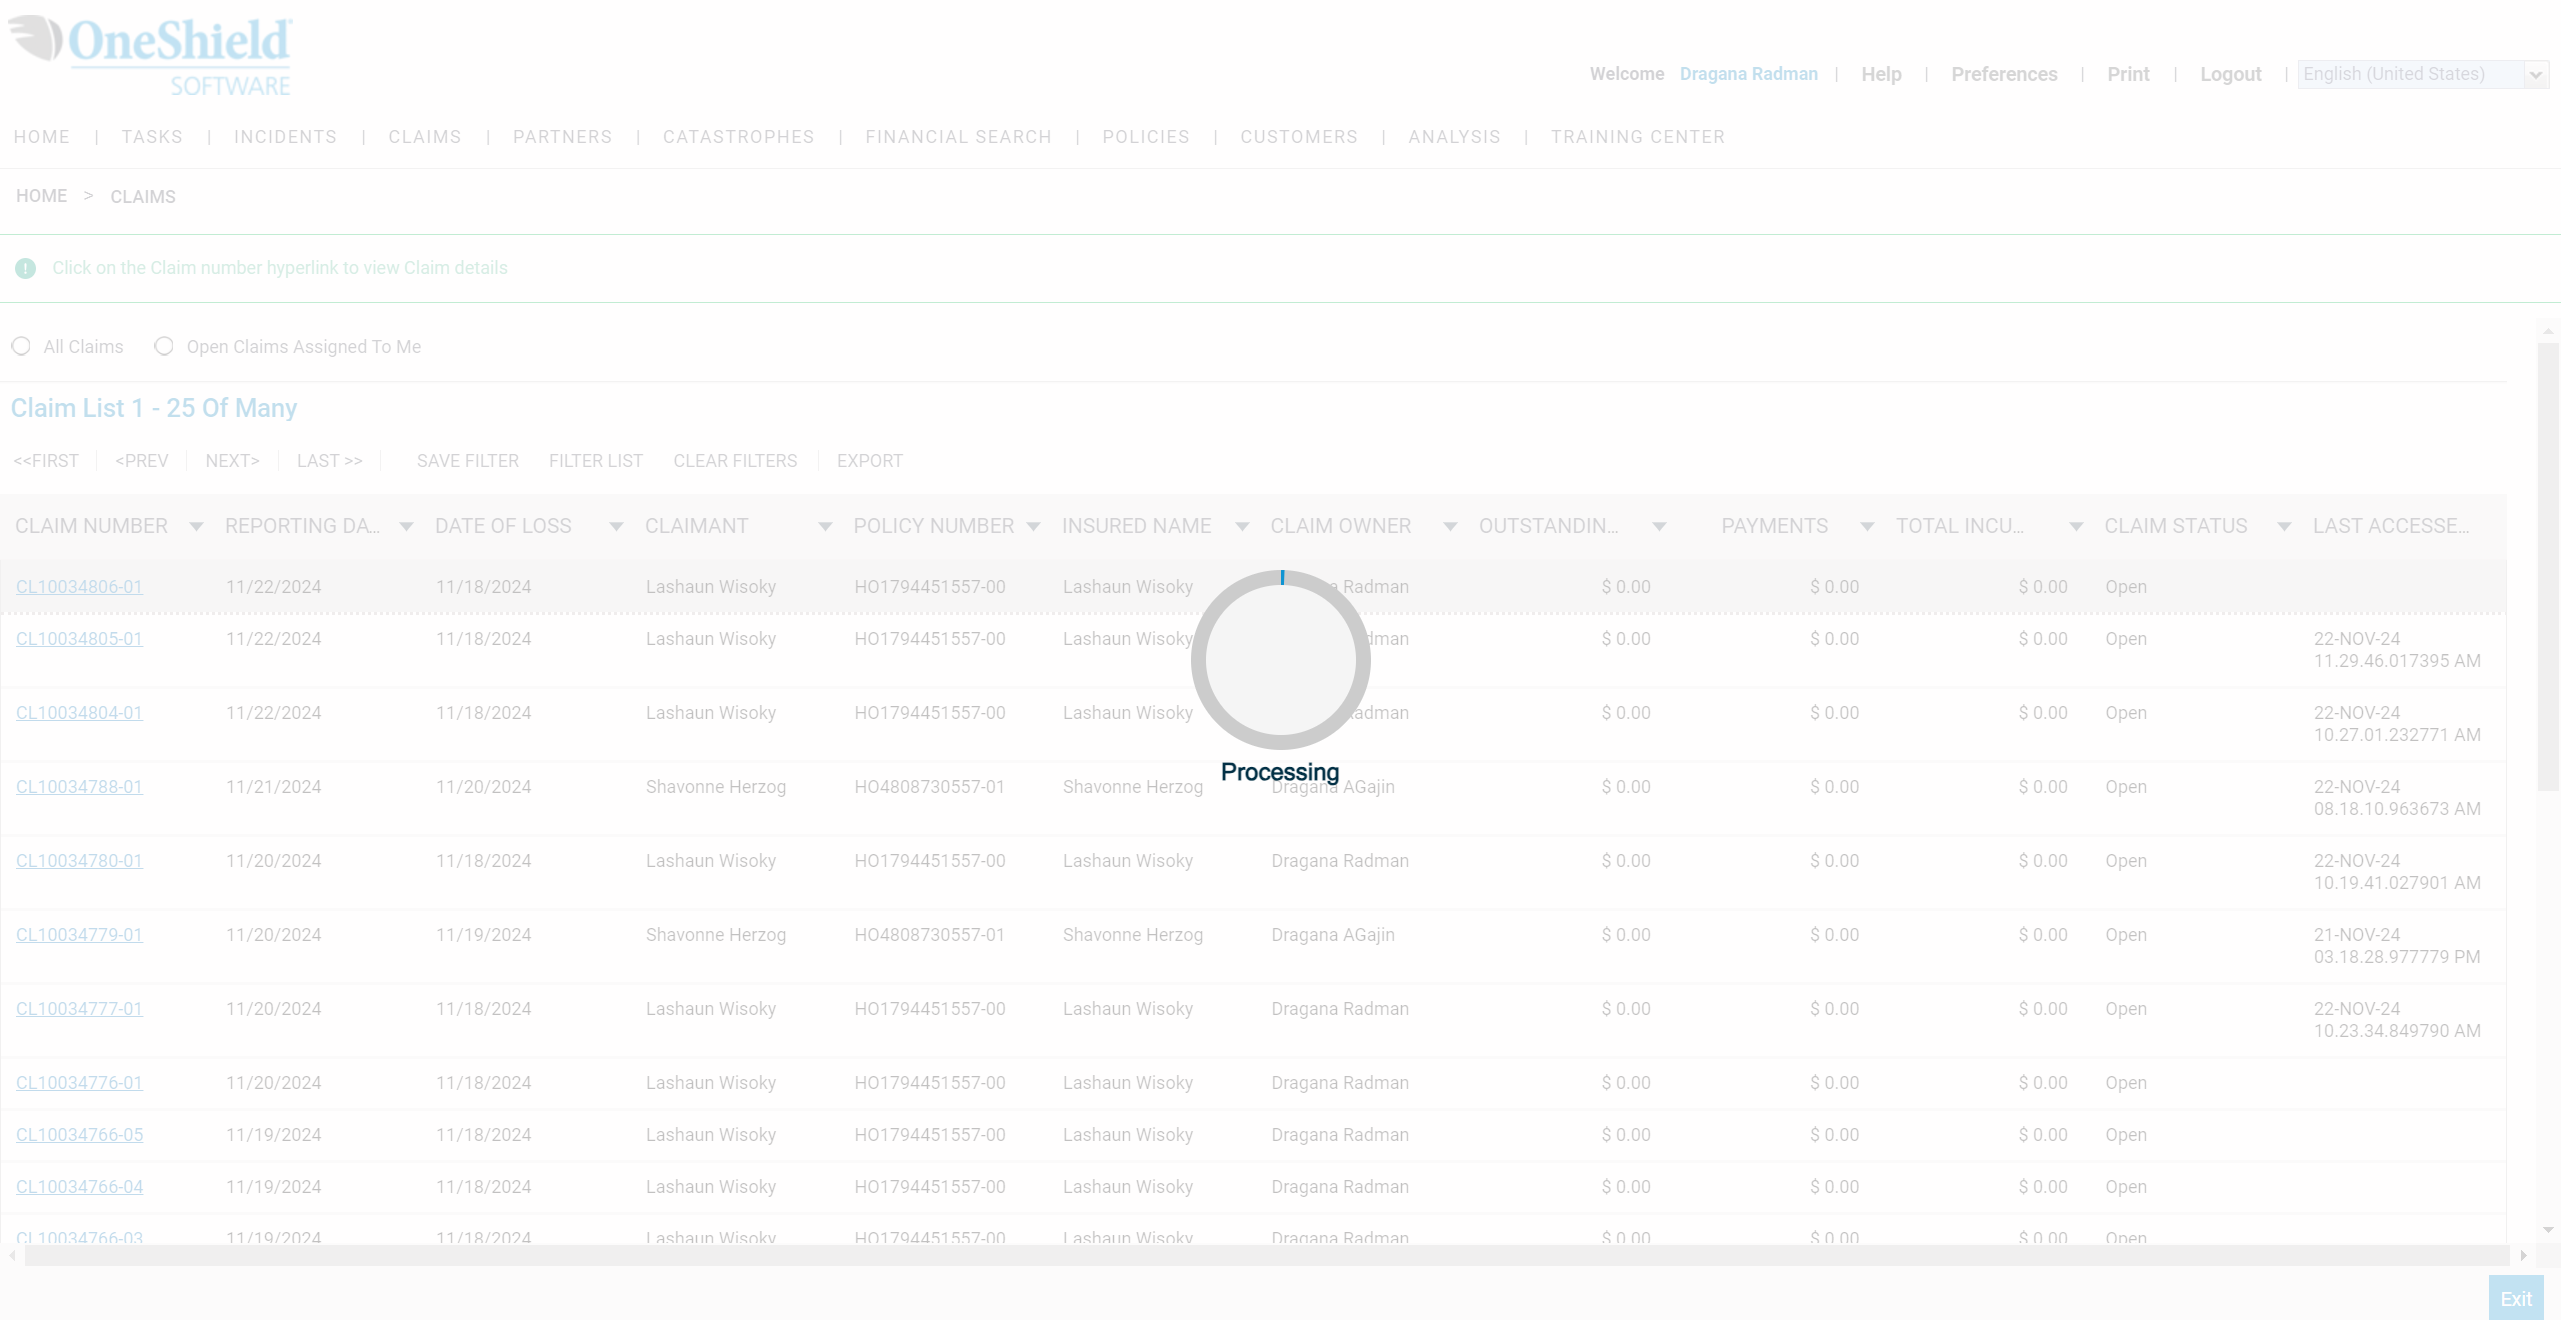 OneShield
SOFTWARE
Welcome Dragana Radman | Help | Preferences | Print | Logout | English (United States)
HOME | TASKS | INCIDENTS | CLAIMS | PARTNERS | CATASTROPHES | FINANCIAL SEARCH | POLICIES | CUSTOMERS | ANALYSIS | TRAINING CENTER
HOME > CLAIMS
Click on the Claim number hyperlink to view Claim details
All Claims Open Claims Assigned To Me
Claim List 1 - 25 Of Many
<<FIRST <PREV NEXT> LAST >> SAVE FILTER FILTER LIST CLEAR FILTERS EXPORT
CLAIM NUMBER REPORTING DA... DATE OF LOSS CLAIMANT POLICY NUMBER INSURED NAME CLAIM OWNER OUTSTANDIN... PAYMENTS TOTAL INCU... CLAIM STATUS LAST ACCESSE...
CL10034806-01 11/22/2024 11/18/2024 Lashaun Wisoky HO1794451557-00 Lashaun Wisoky Radman $ 0.00 $ 0.00 $ 0.00 Open
CL10034805-01 11/22/2024 11/18/2024 Lashaun Wisoky HO1794451557-00 Lashaun Wisoky $ 0.00 $ 0.00 $ 0.00 Open 22-NOV-24
11.29.46.017395 AM
CL10034804-01 11/22/2024 11/18/2024 Lashaun Wisoky HO1794451557-00 Lashaun Wisoky $ 0.00 $ 0.00 $ 0.00 Open 22-NOV-24
10.27.01.232771 AM
Processing
CL10034788-01 11/21/2024 11/20/2024 Shavonne Herzog HO4808730557-01 Shavonne Herzog Dragana AGajin $ 0.00 $ 0.00 $ 0.00 Open 22-NOV-24
08.18.10.963673 AM
CL10034780-01 11/20/2024 11/18/2024 Lashaun Wisoky HO1794451557-00 Lashaun Wisoky Dragana Radman $ 0.00 $ 0.00 $ 0.00 Open 22-NOV-24
10.19.41.027901 AM
CL10034779-01 11/20/2024 11/19/2024 Shavonne Herzog HO4808730557-01 Shavonne Herzog Dragana AGajin $ 0.00 $ 0.00 $ 0.00 Open 21-NOV-24
03.18.28.977779 PM
CL10034777-01 11/20/2024 11/18/2024 Lashaun Wisoky HO1794451557-00 Lashaun Wisoky Dragana Radman $ 0.00 $ 0.00 $ 0.00 Open 22-NOV-24
10.23.34.849790 AM
CL10034776-01 11/20/2024 11/18/2024 Lashaun Wisoky HO1794451557-00 Lashaun Wisoky Dragana Radman $ 0.00 $ 0.00 $ 0.00 Open
CL10034766-05 11/19/2024 11/18/2024 Lashaun Wisoky HO1794451557-00 Lashaun Wisoky Dragana Radman $ 0.00 $ 0.00 $ 0.00 Open
CL10034766-04 11/19/2024 11/18/2024 Lashaun Wisoky HO1794451557-00 Lashaun Wisoky Dragana Radman $ 0.00 $ 0.00 $ 0.00 Open
CL10034766-03 11/19/2024 11/18/2024 Lashaun Wisoky HO1794451557-00 Lashaun Wisoky Dragana Radman $ 0.00 $ 0.00 $ 0.00 Open
Exit